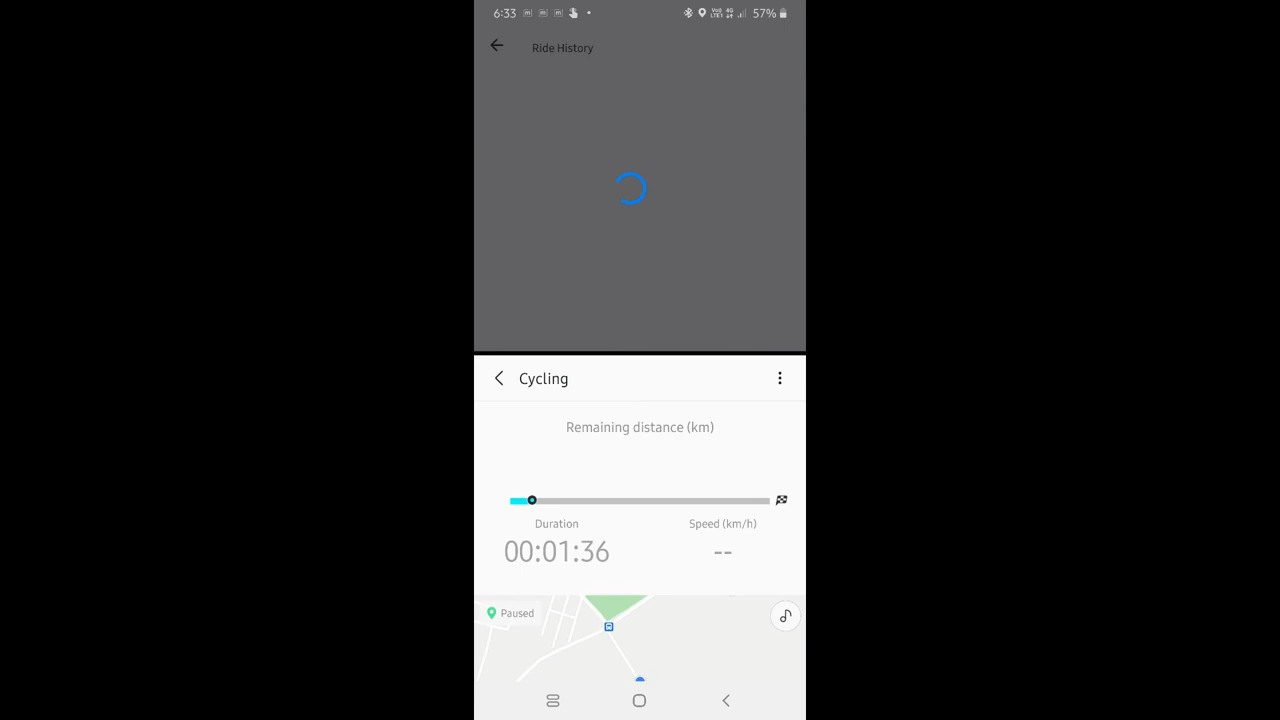 6:33 57%
Ride History
Cycling
Remaining distance (km)
Duration
Speed (km/h)
00:01:36
--
Paused